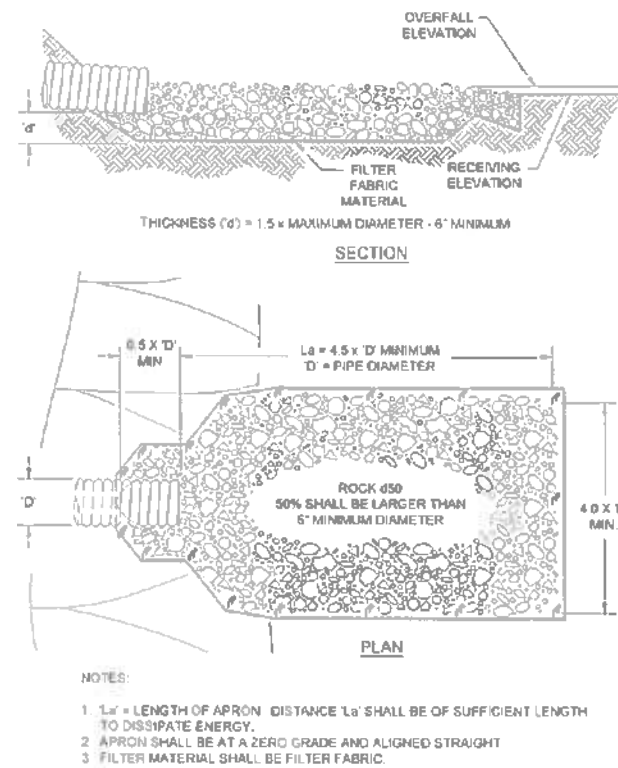 OVERFALL
ELEVATION
'd'
FILTER
FABRIC
MATERIAL
RECEIVING
ELEVATION
THICKNESS ('d') = 1.5 x MAXIMUM DIAMETER - 6" MINIMUM
SECTION
0.5 X 'D'
MIN
La = 4.5 x 'D' MINIMUM
'D' = PIPE DIAMETER
'D'
ROCK d50
50% SHALL BE LARGER THAN
6" MINIMUM DIAMETER
4.0 X
MIN.
PLAN
NOTES:
1. 'La' = LENGTH OF APRON DISTANCE 'La' SHALL BE OF SUFFICIENT LENGTH
TO DISSIPATE ENERGY.
2 APRON SHALL BE AT A ZERO GRADE AND ALIGNED STRAIGHT
3 FILTER MATERIAL SHALL BE FILTER FABRIC.